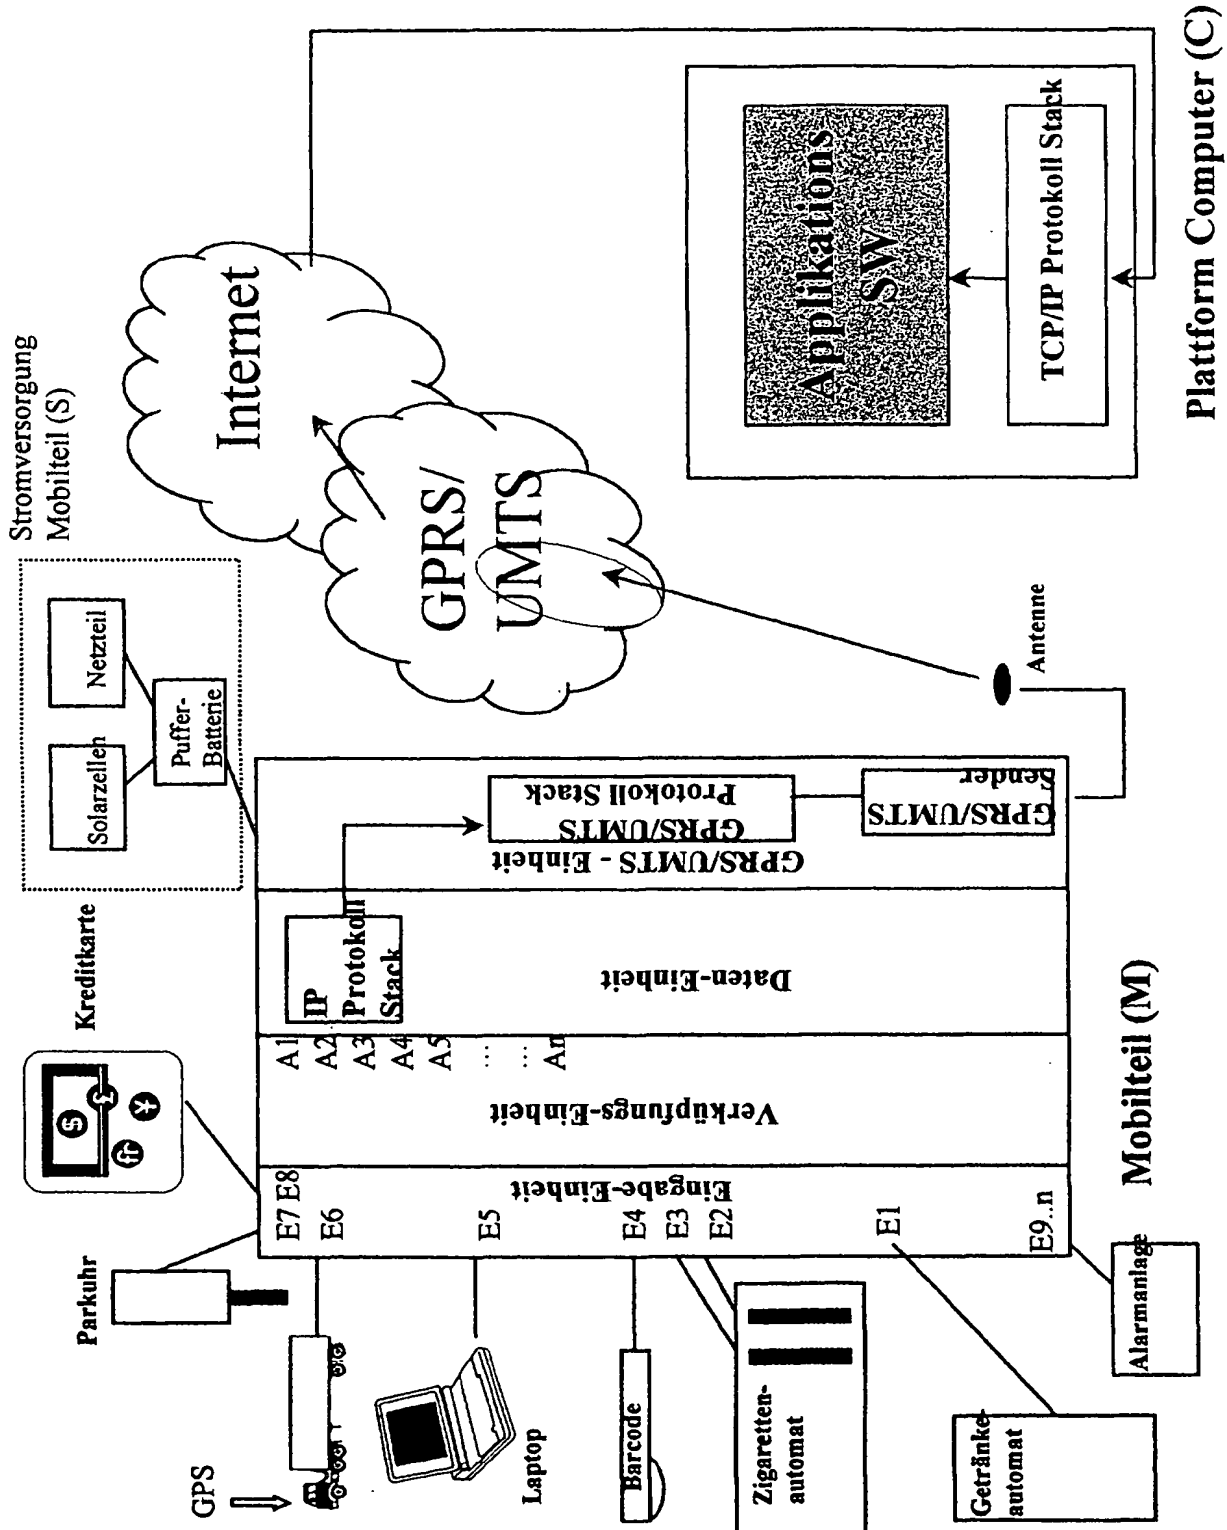 Stromversorgung
Mobilteil (S)
Solarzellen
Netzteil
Puffer-
Batterie
Internet
GPRS/
UMTS
Kreditkarte
$
£
fr
¥
Parkuhr
GPS
Laptop
Barcode
Zigaretten-
automat
Getränke-
automat
Alarmanlage
E7 E8
E6
E5
E4
E3
E2
E1
E9..n
Eingabe-Einheit
Verküpfungs-Einheit
A1
A2
A3
A4
A5
...
...
An
IP
Protokoll
Stack
Daten-Einheit
GPRS/UMTS - Einheit
GPRS/UMTS
Protokoll Stack
GPRS/UMTS
Sender
Antenne
Mobilteil (M)
Applikations
SW
TCP/IP Protokoll Stack
Plattform Computer (C)